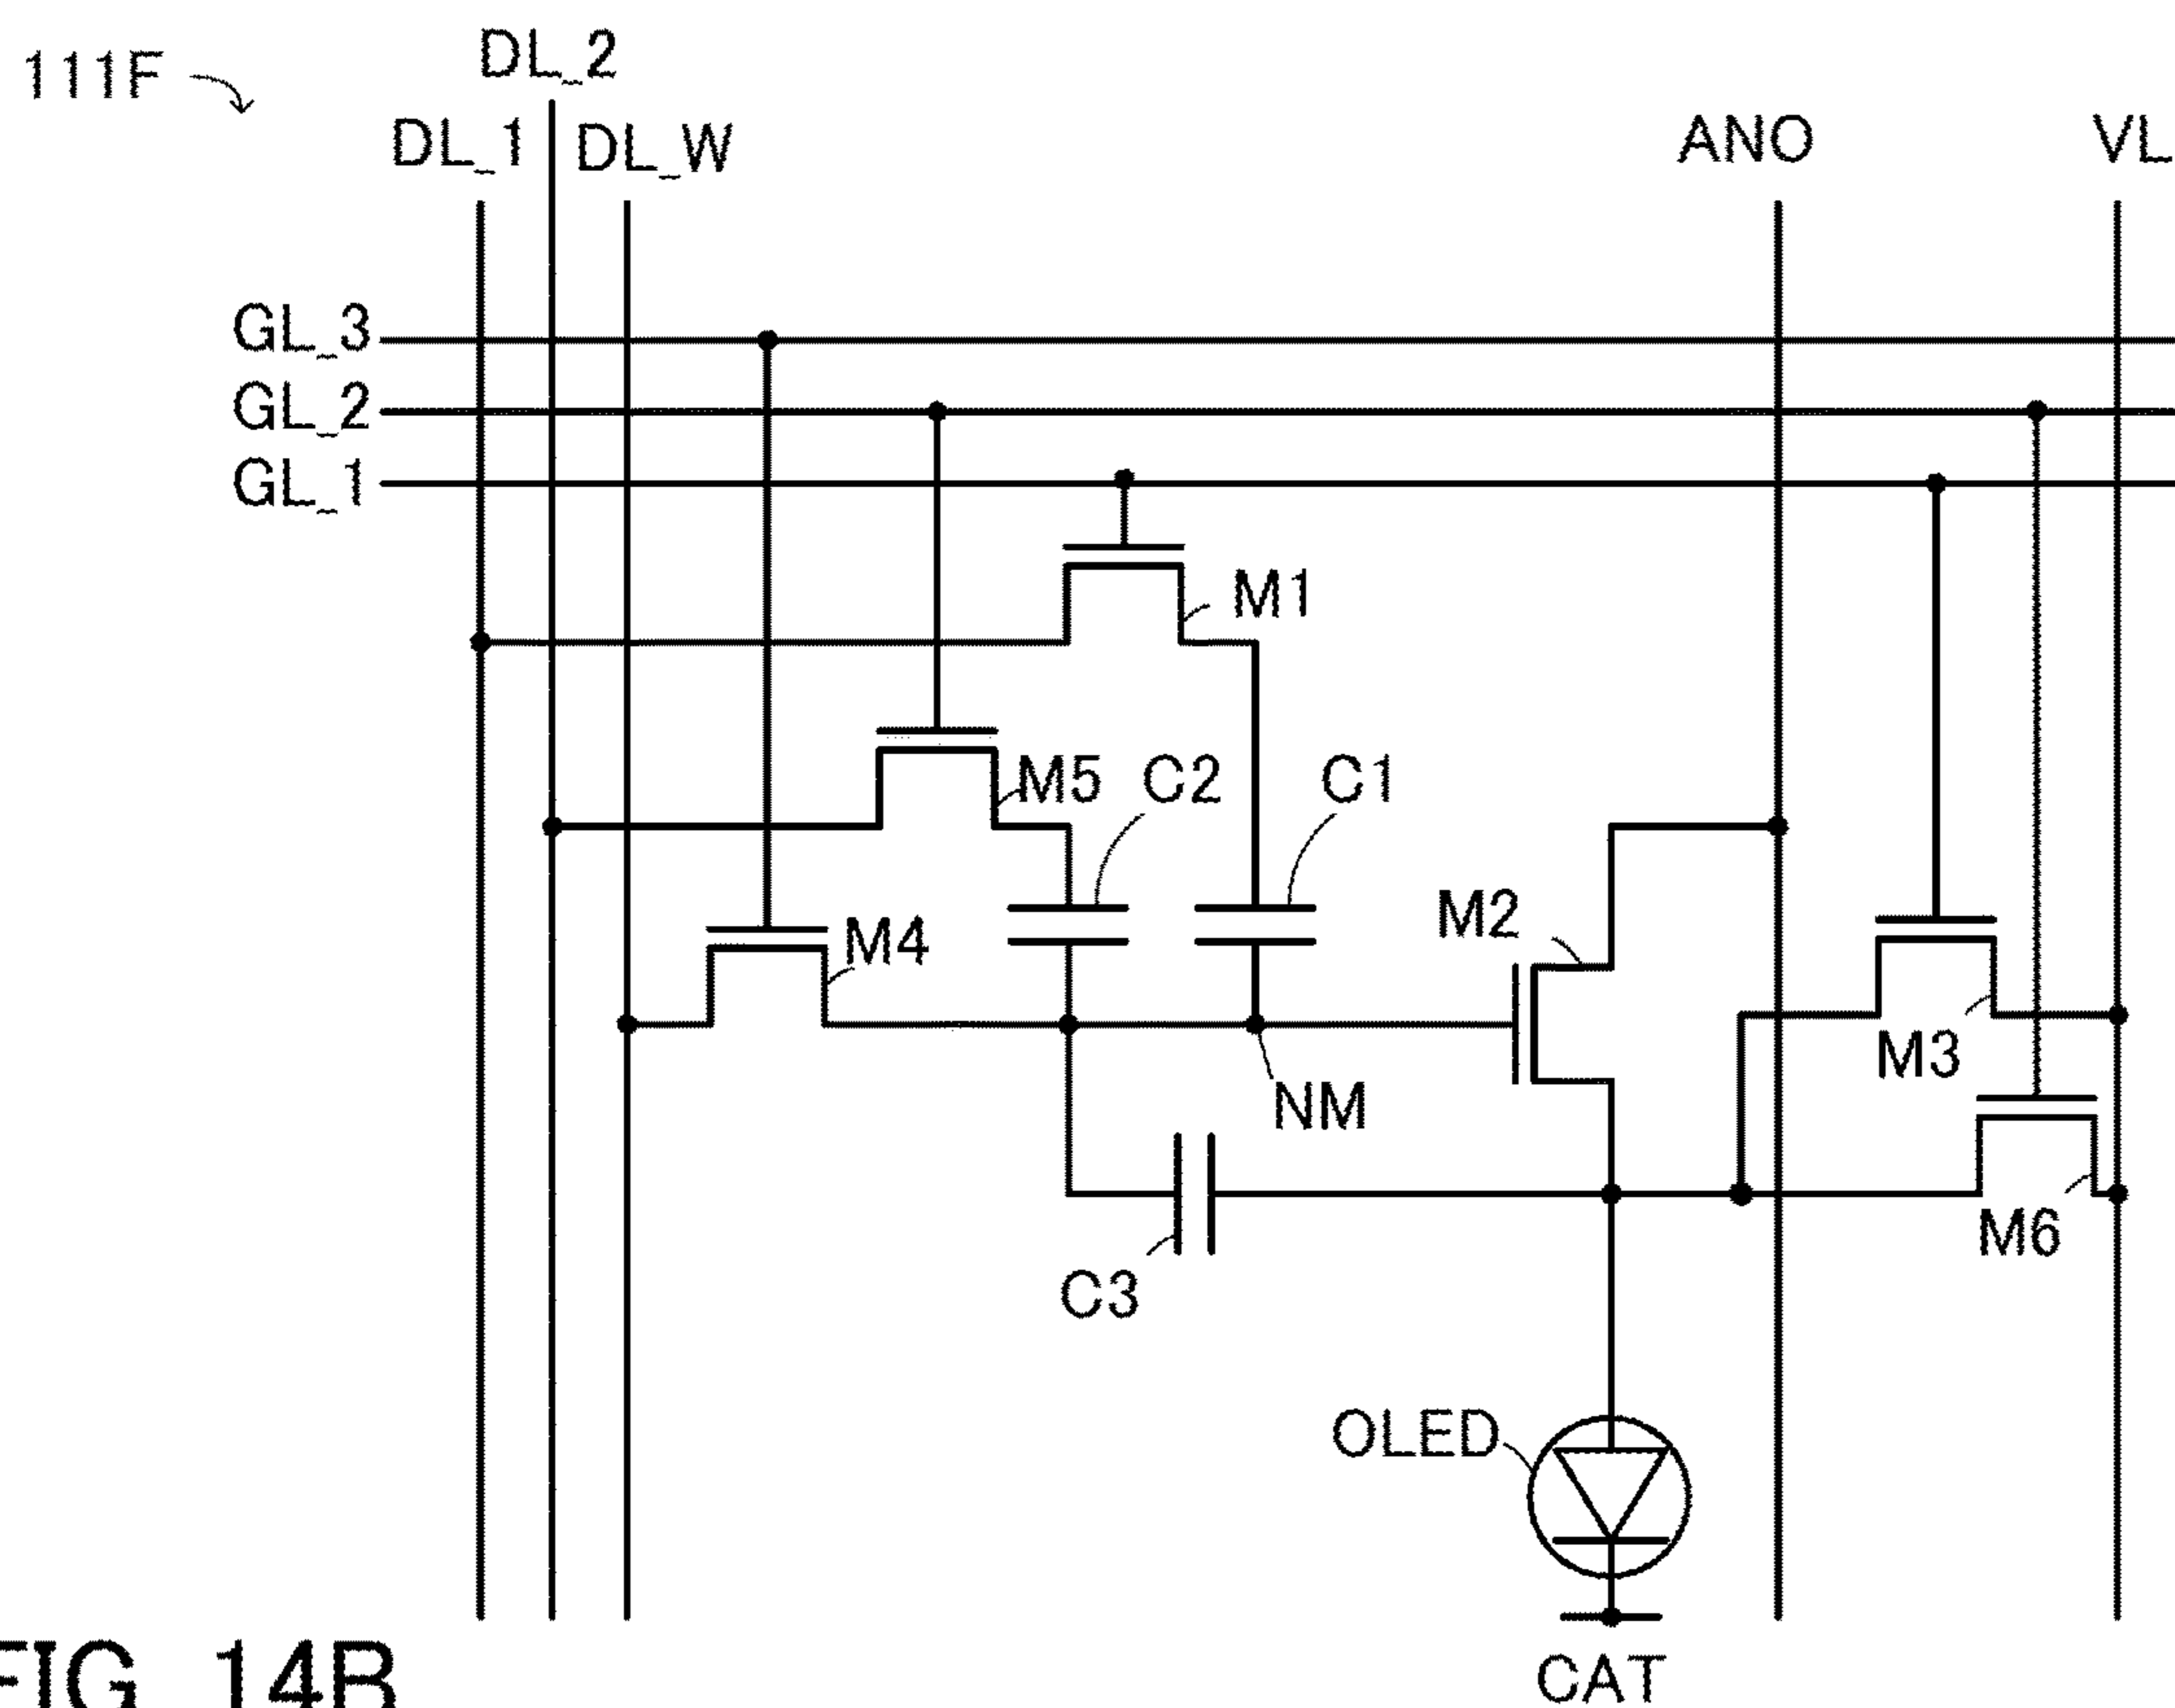 111F
DL_2
DL_1
DL_W
ANO
VL
GL_3
GL_2
GL_1
M1
M5
C2
C1
M4
M2
M3
NM
M6
C3
OLED
CAT
FIG. 14B